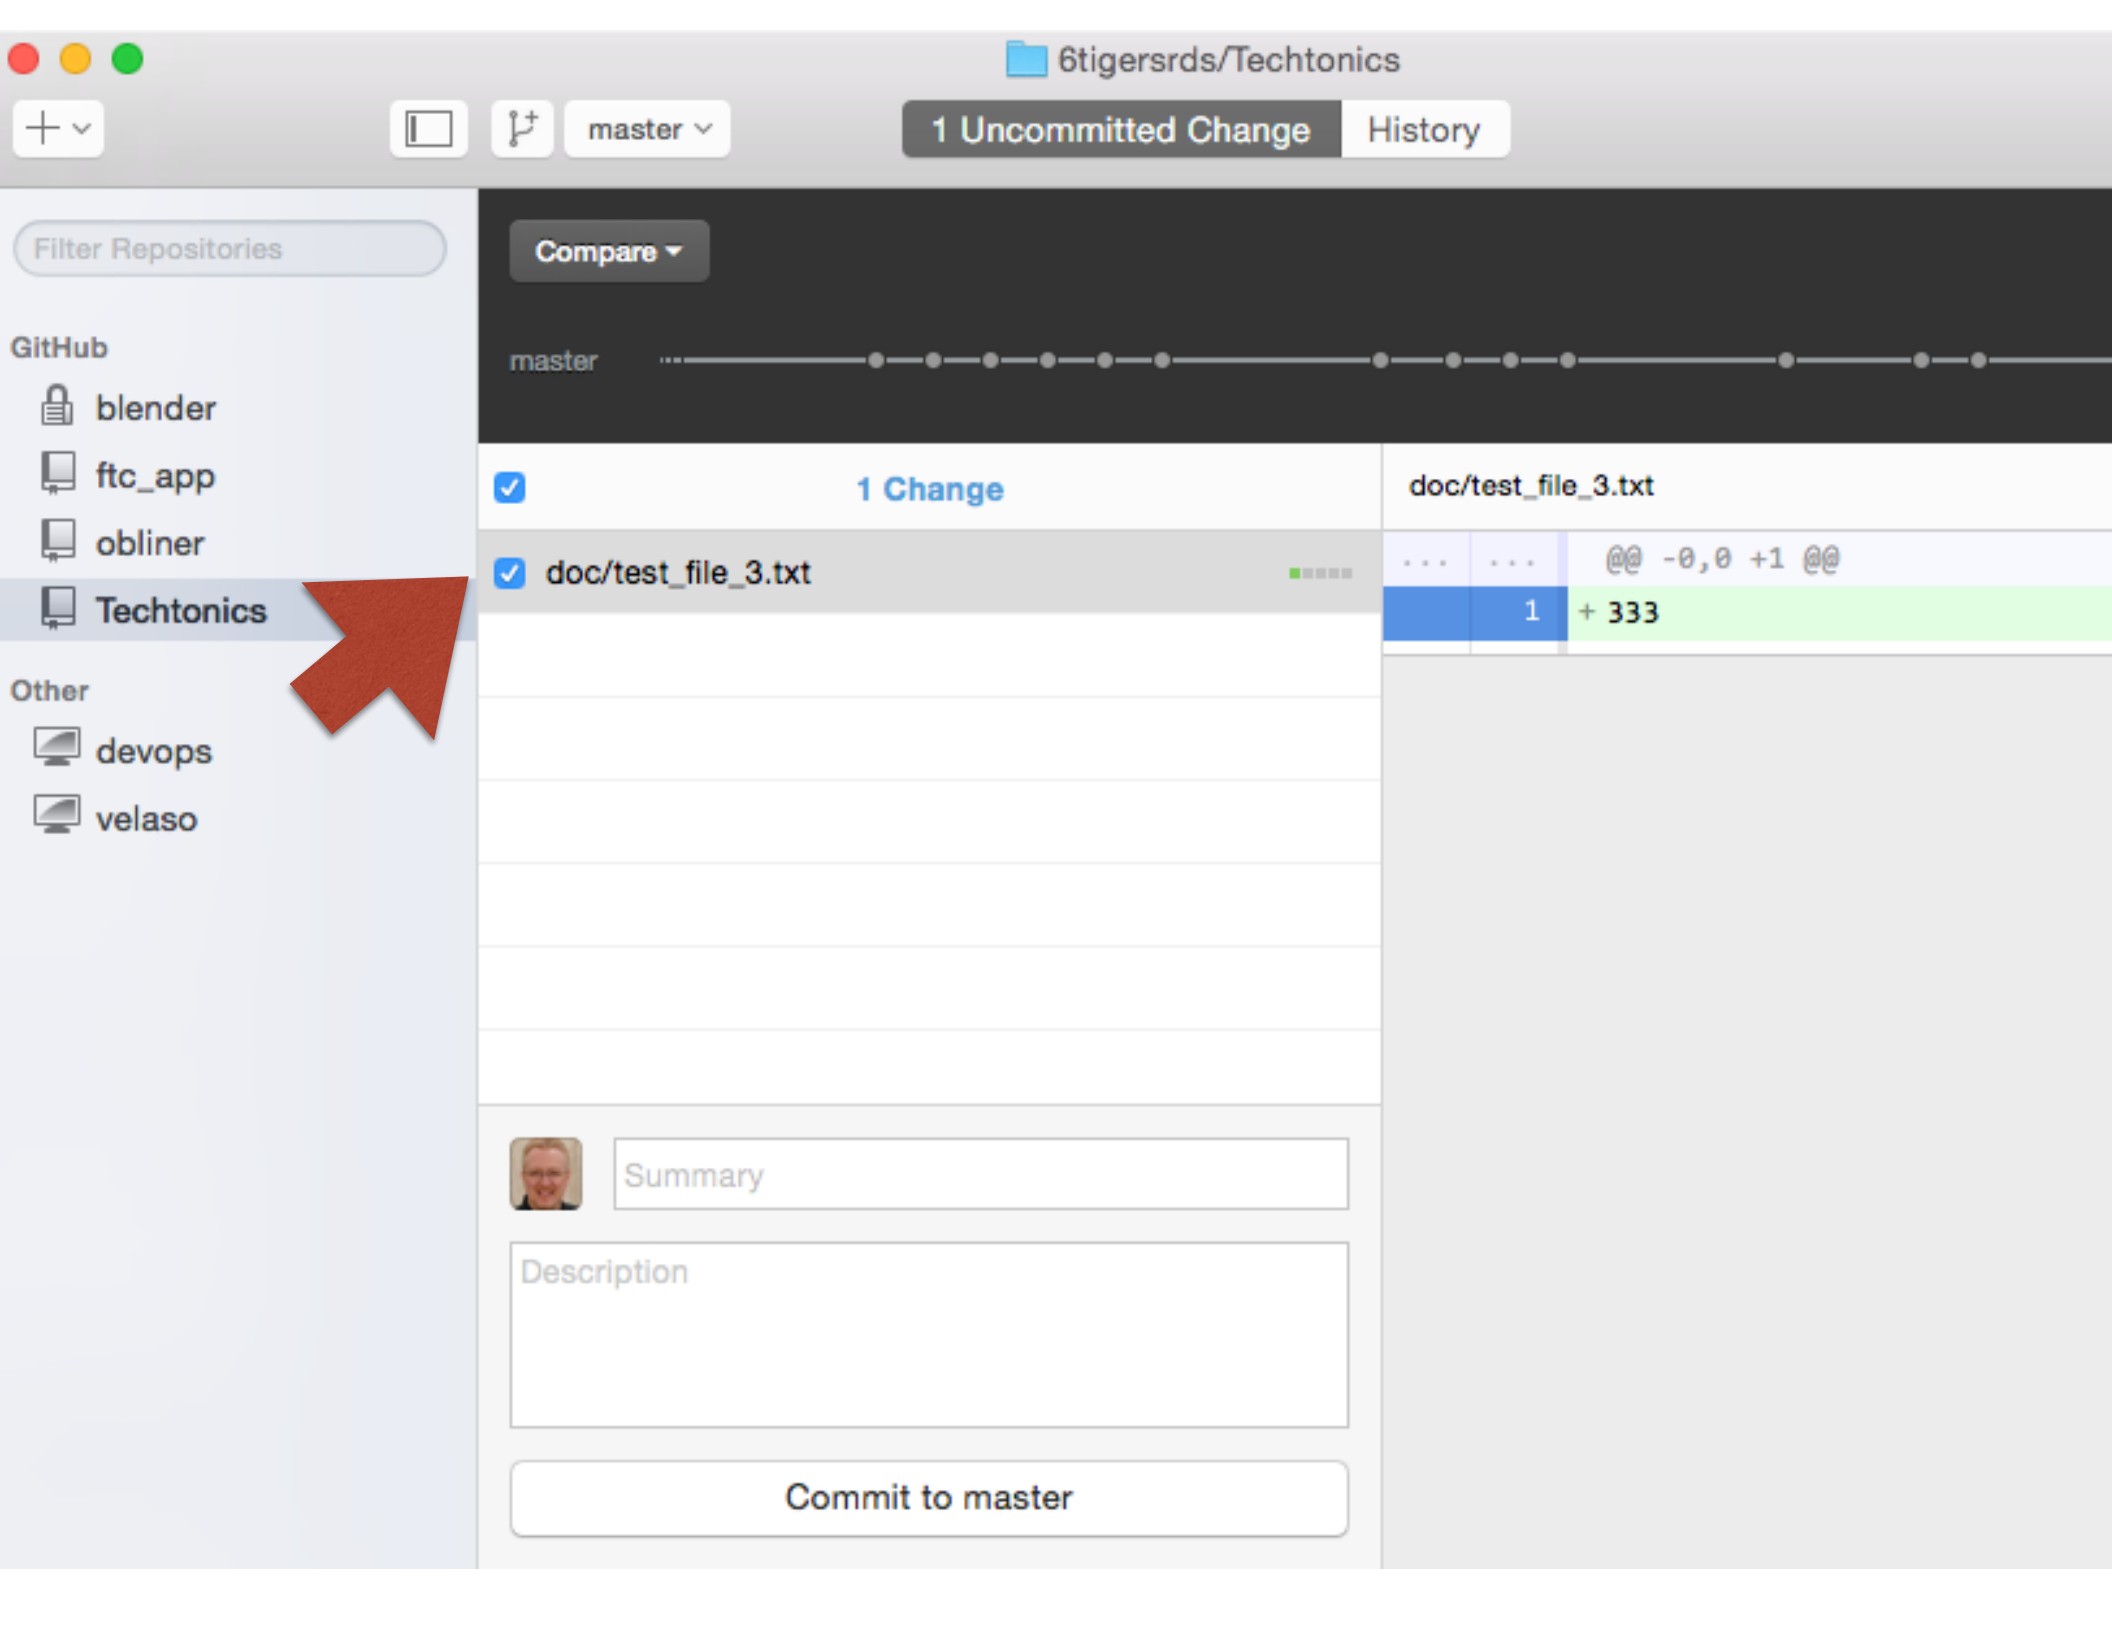 6tigersrds/Techtonics
master
1 Uncommitted Change
History
Filter Repositories
GitHub
blender
ftc_app
obliner
Techtonics
Other
devops
velaso
Compare
master
1 Change
doc/test_file_3.txt
Summary
Description
Commit to master
doc/test_file_3.txt
... ... @@ -0,0 +1 @@
1 + 333